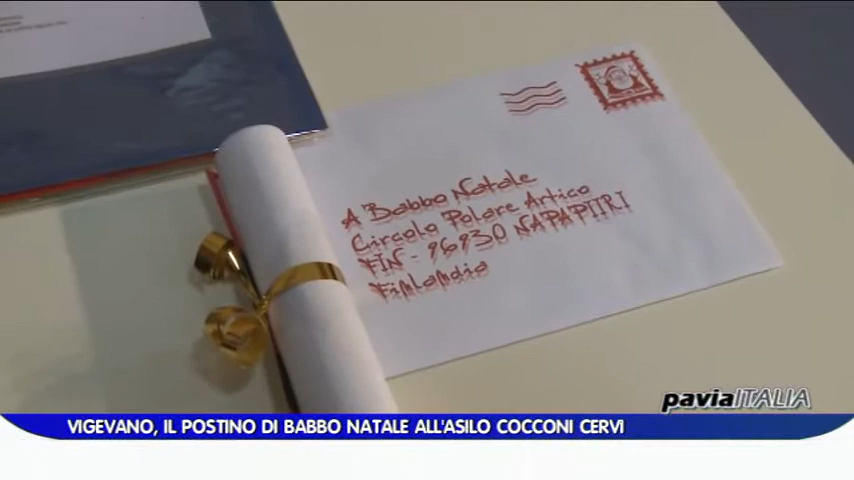 A Babbo Natale
Circolo Polare Artico
FIN - 96930 NAPAPIIRI
Finlandia
paviaITALIA
VIGEVANO, IL POSTINO DI BABBO NATALE ALL'ASILO COCCONI CERVI